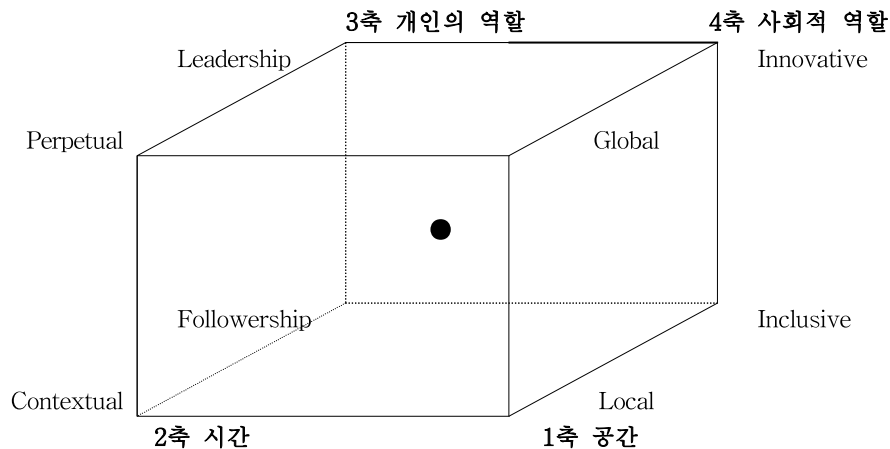 3축 개인의 역할
4축 사회적 역할
Leadership
Innovative
Perpetual
Global
Followership
Inclusive
Contextual
Local
2축 시간
1축 공간